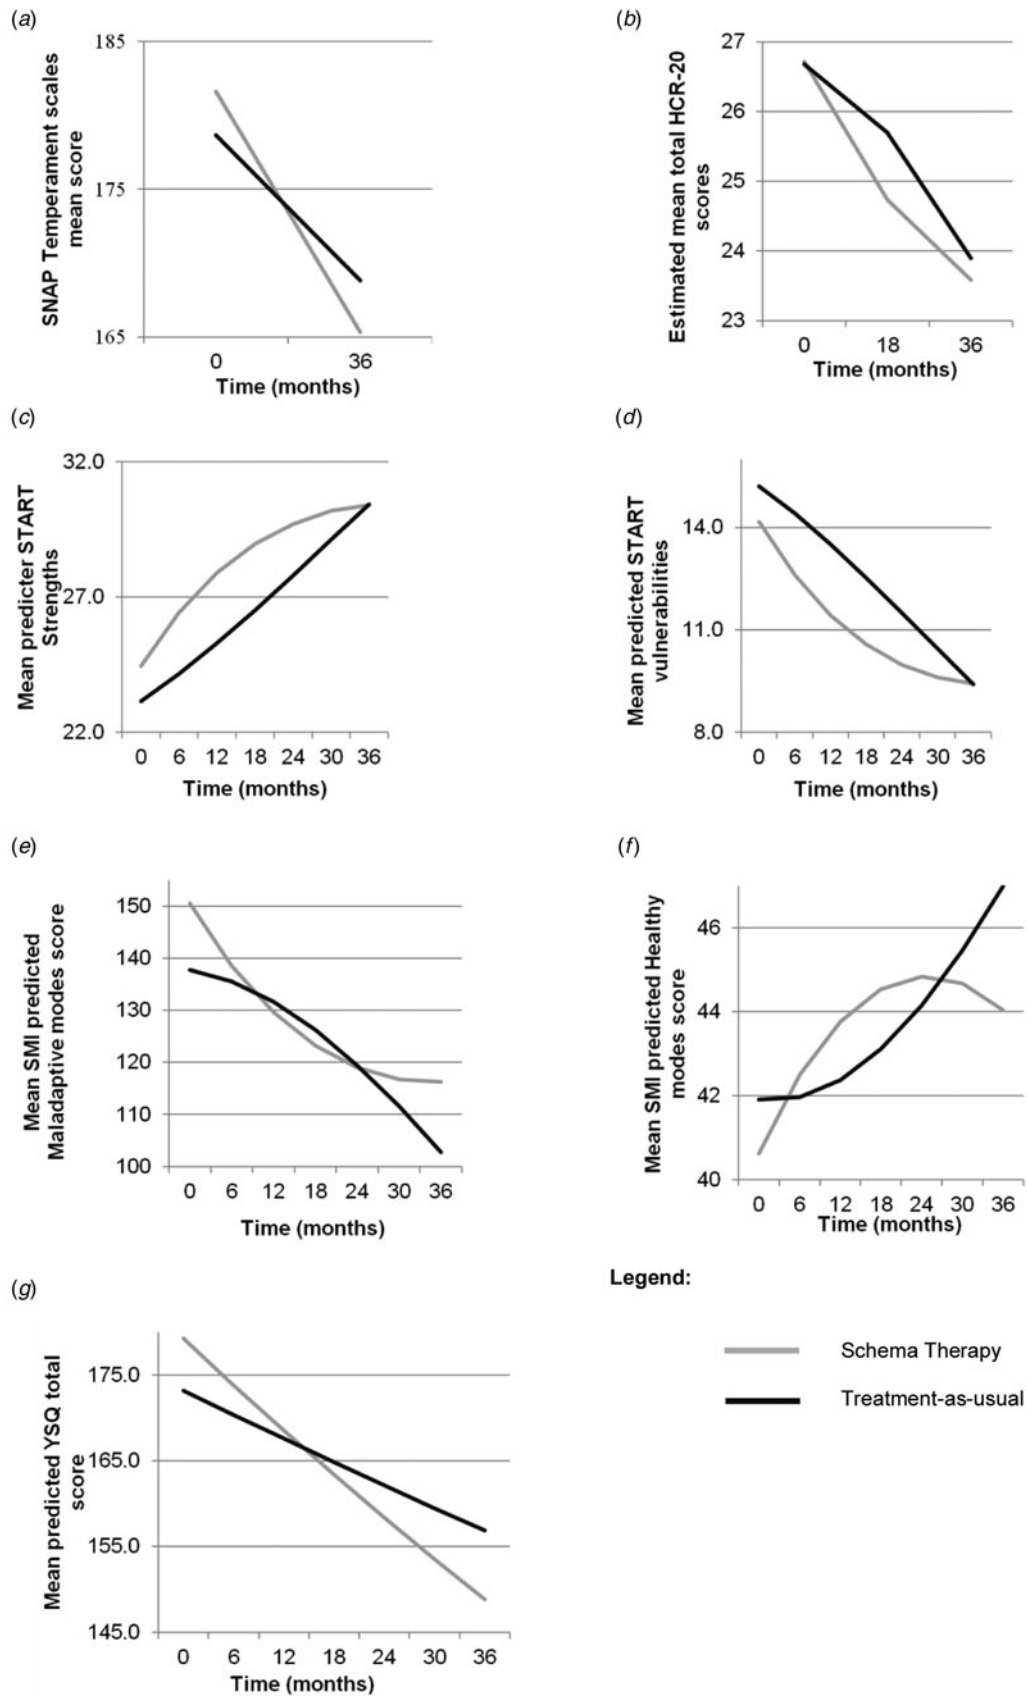 (a)
SNAP Temperament scales
mean score
185
175
165
0 36
Time (months)
(b)
Estimated mean total HCR-20
scores
27
26
25
24
23
0 18 36
Time (months)
(c)
Mean predicter START
Strengths
32.0
27.0
22.0
0 6 12 18 24 30 36
Time (months)
(d)
Mean predicted START
vulnerabilities
14.0
11.0
8.0
0 6 12 18 24 30 36
Time (months)
(e)
Mean SMI predicted
Maladaptive modes score
150
140
130
120
110
100
0 6 12 18 24 30 36
Time (months)
(f)
Mean SMI predicted Healthy
modes score
46
44
42
40
0 6 12 18 24 30 36
Time (months)
(g)
Mean predicted YSQ total
score
175.0
165.0
155.0
145.0
0 6 12 18 24 30 36
Time (months)
Legend:
Schema Therapy
Treatment-as-usual